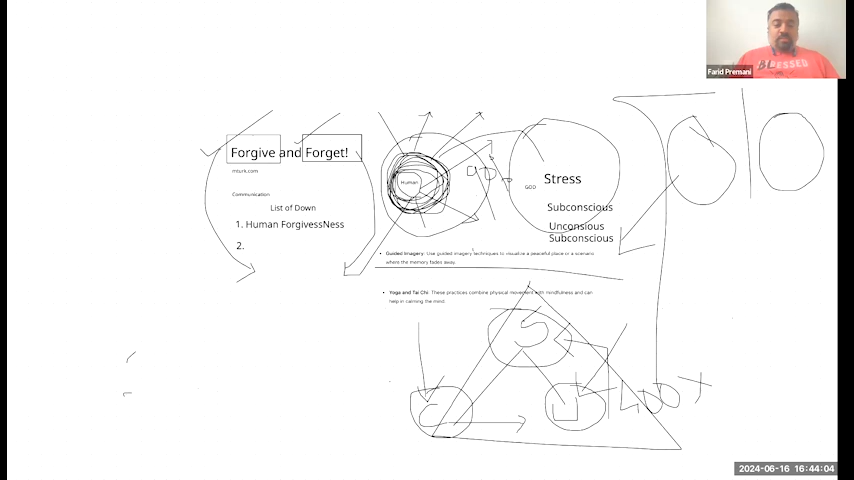 BLESSED
Farid Premani
Forgive and Forget!
mturk.com
Communication
List of Down
1. Human ForgivessNess
2.
Human
GOD
Stress
Subconscious
Unconsious
Subconscious
• Guided Imagery: Use guided imagery techniques to visualize a peaceful place or a scenario
where the memory fades away.
• Yoga and Tai Chi: These practices combine physical movement with mindfulness and can
help in calming the mind.
2024-06-16 16:44:04